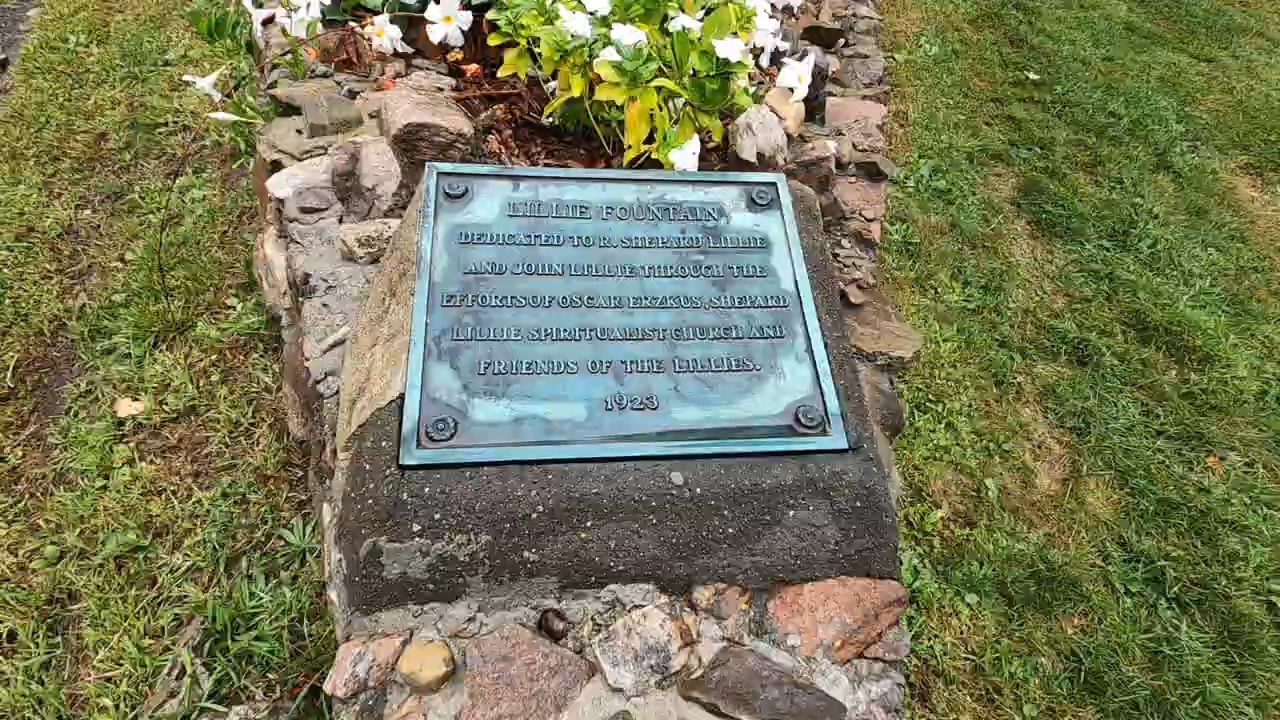 LILLIE FOUNTAIN
DEDICATED TO R. SHEPARD LILLIE
AND JOHN LILLIE THROUGH THE
EFFORTS OF OSCAR ERZKUS, SHEPARD
LILLIE SPIRITUALIST CHURCH AND
FRIENDS OF THE LILLIES.
1923